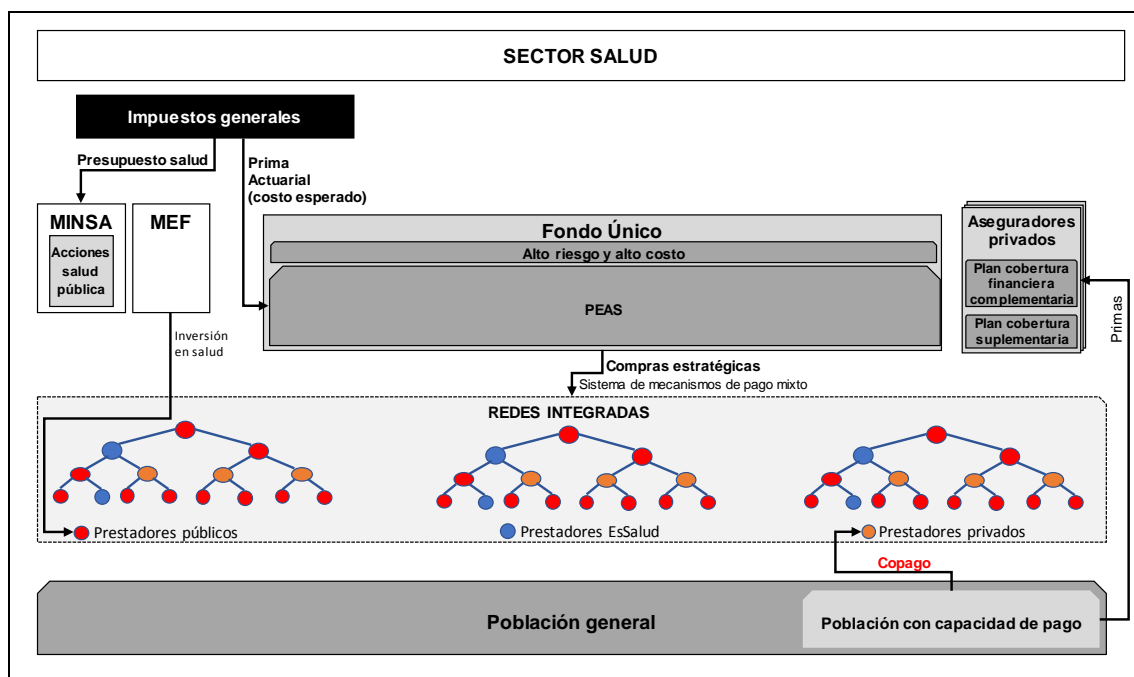 SECTOR SALUD
Impuestos generales
Presupuesto salud
Prima
Actuarial
(costo esperado)
MINSA
Acciones
salud
pública
MEF
Fondo Único
Alto riesgo y alto costo
PEAS
Aseguradores
privados
Plan cobertura
financiera
complementaria
Plan cobertura
suplementaria
Primas
Inversión
en salud
Compras estratégicas
Sistema de mecanismos de pago mixto
REDES INTEGRADAS
Prestadores públicos
Prestadores EsSalud
Prestadores privados
Copago
Población general
Población con capacidad de pago